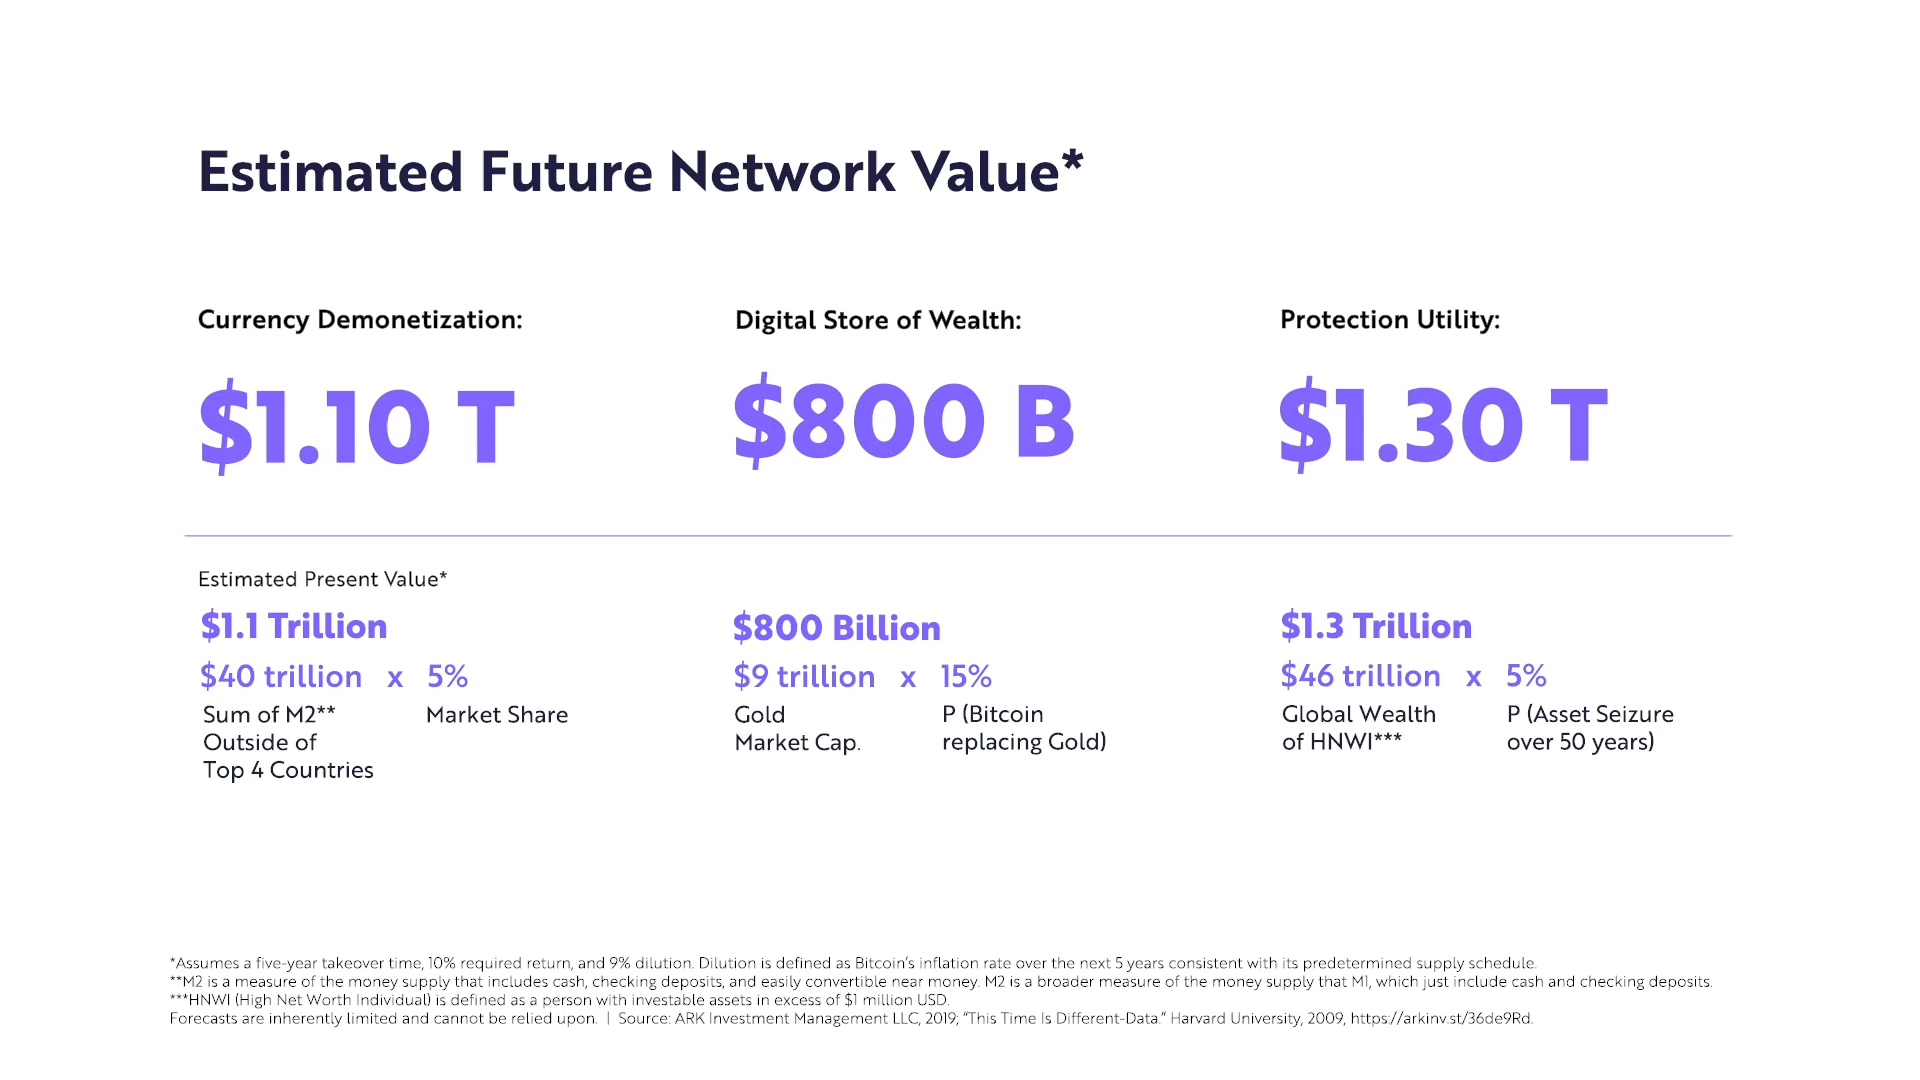 Estimated Future Network Value*
Currency Demonetization:
$1.10 T
Digital Store of Wealth:
$800 B
Protection Utility:
$1.30 T
Estimated Present Value*
$1.1 Trillion
$40 trillion x 5%
Sum of M2**
Outside of
Top 4 Countries
Market Share
$800 Billion
$9 trillion x 15%
Gold
Market Cap.
P (Bitcoin
replacing Gold)
$1.3 Trillion
$46 trillion x 5%
Global Wealth
of HNWI***
P (Asset Seizure
over 50 years)
*Assumes a five-year takeover time, 10% required return, and 9% dilution. Dilution is defined as Bitcoin's inflation rate over the next 5 years consistent with its predetermined supply schedule.
**M2 is a measure of the money supply that includes cash, checking deposits, and easily convertible near money. M2 is a broader measure of the money supply that M1, which just include cash and checking deposits.
***HNWI (High Net Worth Individual) is defined as a person with investable assets in excess of $1 million USD.
Forecasts are inherently limited and cannot be relied upon. | Source: ARK Investment Management LLC, 2019; "This Time Is Different-Data." Harvard University, 2009, https://arkinv.st/36de9Rd.